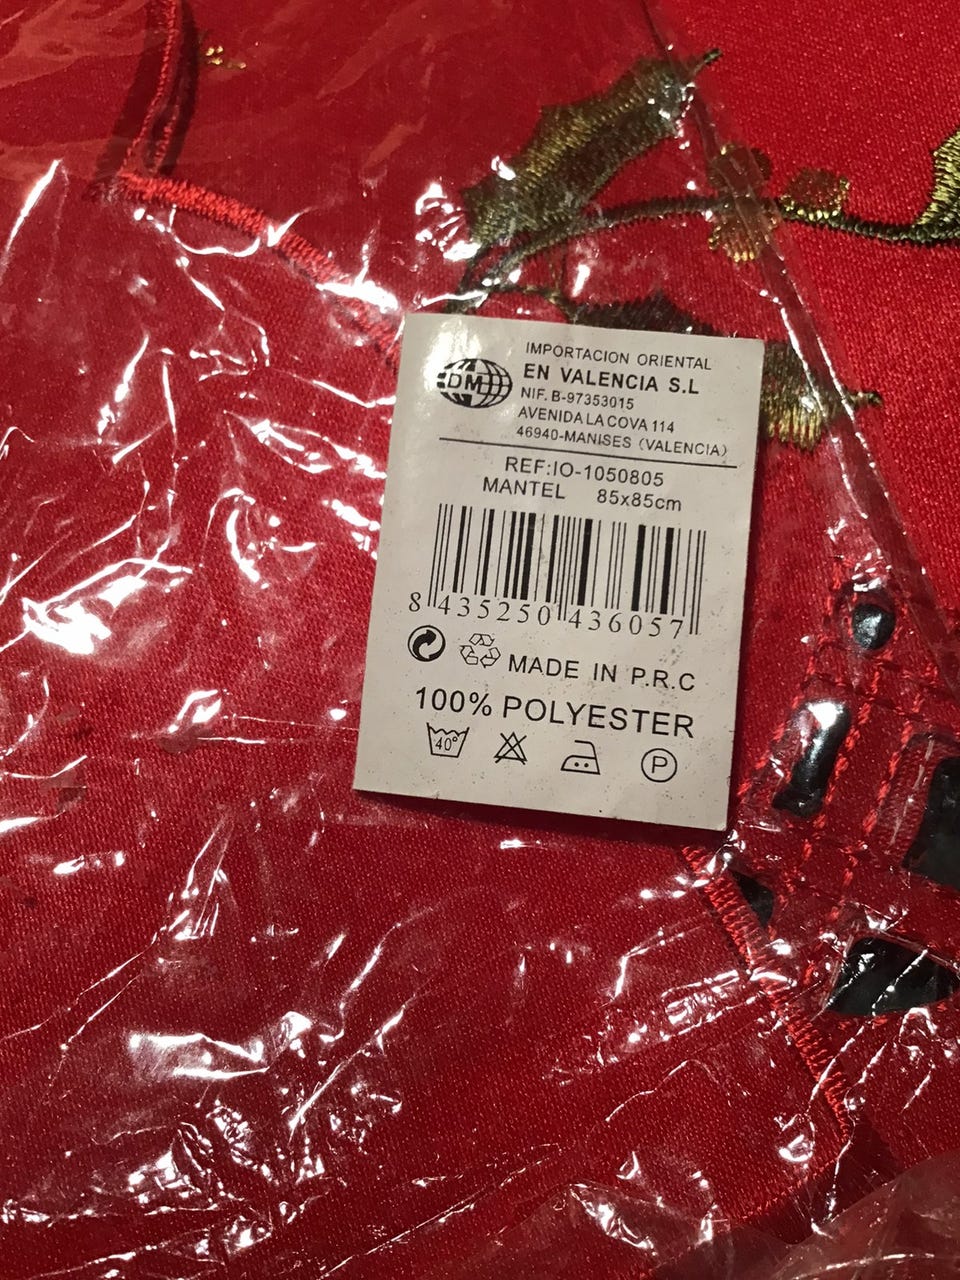 DM
IMPORTACION ORIENTAL
EN VALENCIA S.L
NIF. B-97353015
AVENIDA LA COVA 114
46940-MANISES (VALENCIA)
REF:IO-1050805
MANTEL 85x85cm
8 435250 436057
MADE IN P.R.C
100% POLYESTER
40° P